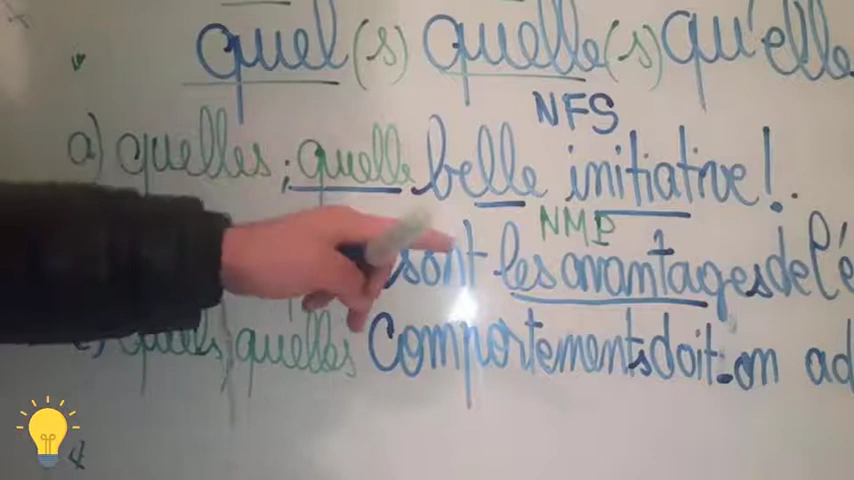 quel(s) quelle(s) qu'elle
NFS
a) quelles ; quelle belle initiative !
NMP
sont les avantages de l'é
quels, quelles comportements doit-on ad